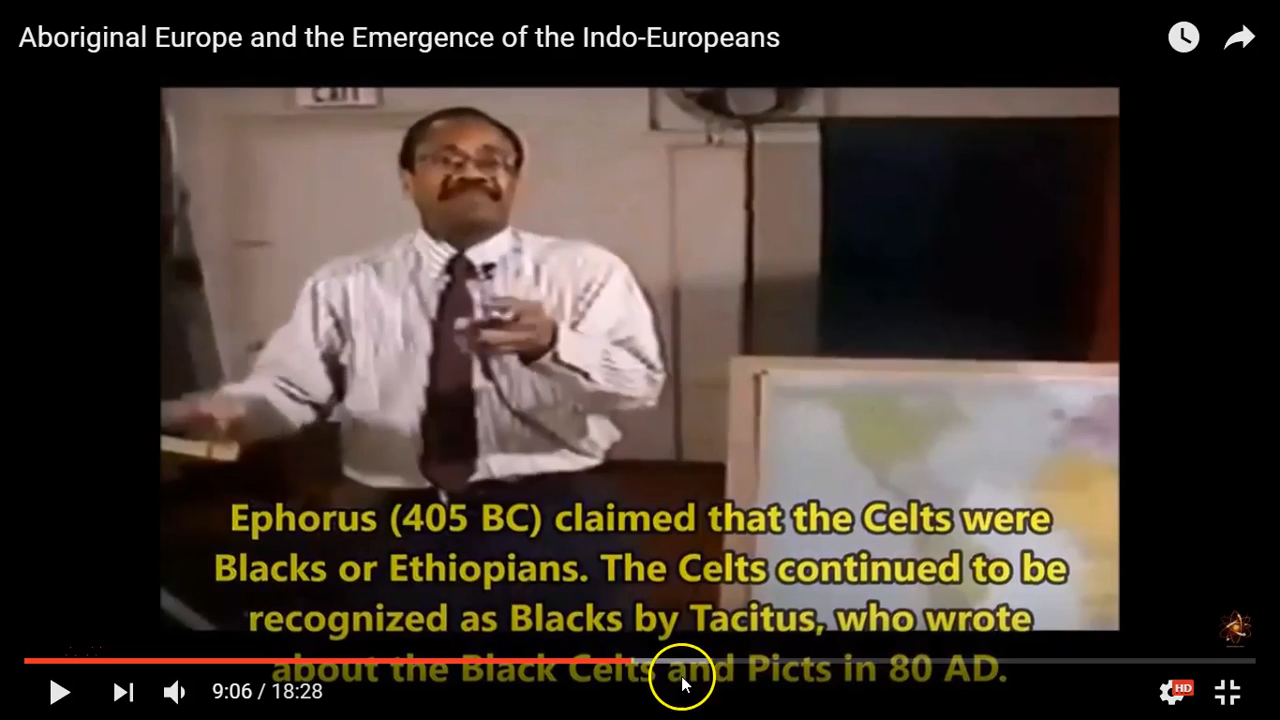 Aboriginal Europe and the Emergence of the Indo-Europeans
Ephorus (405 BC) claimed that the Celts were
Blacks or Ethiopians. The Celts continued to be
recognized as Blacks by Tacitus, who wrote
about the Black Celts and Picts in 80 AD.
9:06 / 18:28
HD